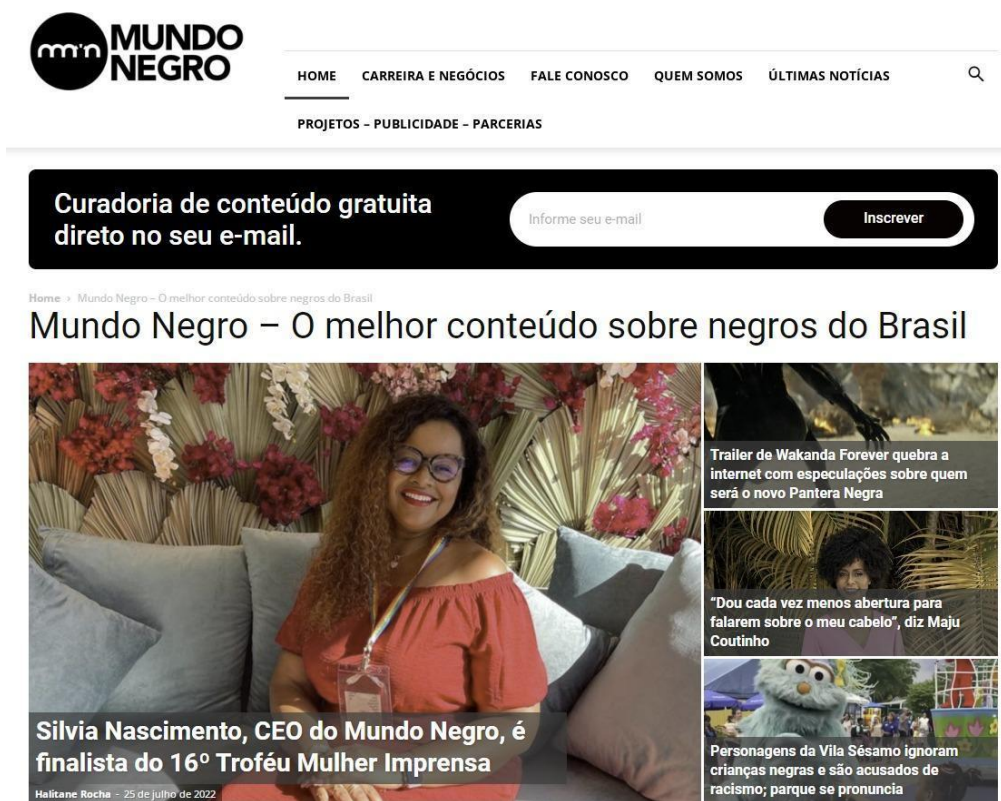 mn MUNDO
NEGRO
HOME CARREIRA E NEGÓCIOS FALE CONOSCO QUEM SOMOS ÚLTIMAS NOTÍCIAS
PROJETOS – PUBLICIDADE – PARCERIAS
Curadoria de conteúdo gratuita
direto no seu e-mail.
Informe seu e-mail
Inscrever
Home › Mundo Negro – O melhor conteúdo sobre negros do Brasil
Mundo Negro – O melhor conteúdo sobre negros do Brasil
Silvia Nascimento, CEO do Mundo Negro, é
finalista do 16º Troféu Mulher Imprensa
Halitane Rocha - 25 de julho de 2022
Trailer de Wakanda Forever quebra a
internet com especulações sobre quem
será o novo Pantera Negra
“Dou cada vez menos abertura para
falarem sobre o meu cabelo”, diz Maju
Coutinho
Personagens da Vila Sésamo ignoram
crianças negras e são acusados de
racismo; parque se pronuncia